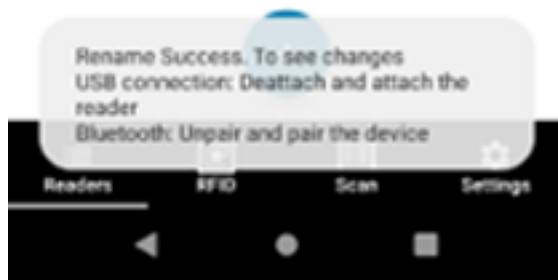 Rename Success. To see changes
USB connection: Deattach and attach the
reader
Bluetooth: Unpair and pair the device
Readers
RFID
Scan
Settings